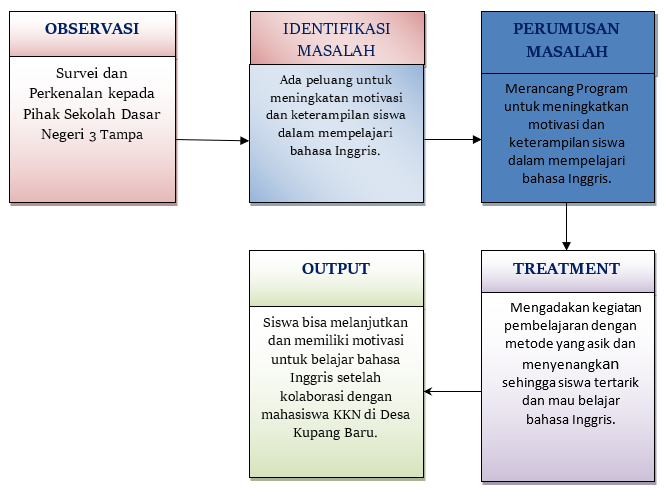 OBSERVASI
Survei dan
Perkenalan kepada
Pihak Sekolah Dasar
Negeri 3 Tampa
IDENTIFIKASI
MASALAH
Ada peluang untuk
meningkatan motivasi
dan keterampilan siswa
dalam mempelajari
bahasa Inggris.
PERUMUSAN
MASALAH
Merancang Program
untuk meningkatkan
motivasi dan
keterampilan siswa
dalam mempelajari
bahasa Inggris.
TREATMENT
Mengadakan kegiatan
pembelajaran dengan
metode yang asik dan
menyenangkan
sehingga siswa tertarik
dan mau belajar
bahasa Inggris.
OUTPUT
Siswa bisa melanjutkan
dan memiliki motivasi
untuk belajar bahasa
Inggris setelah
kolaborasi dengan
mahasiswa KKN di Desa
Kupang Baru.